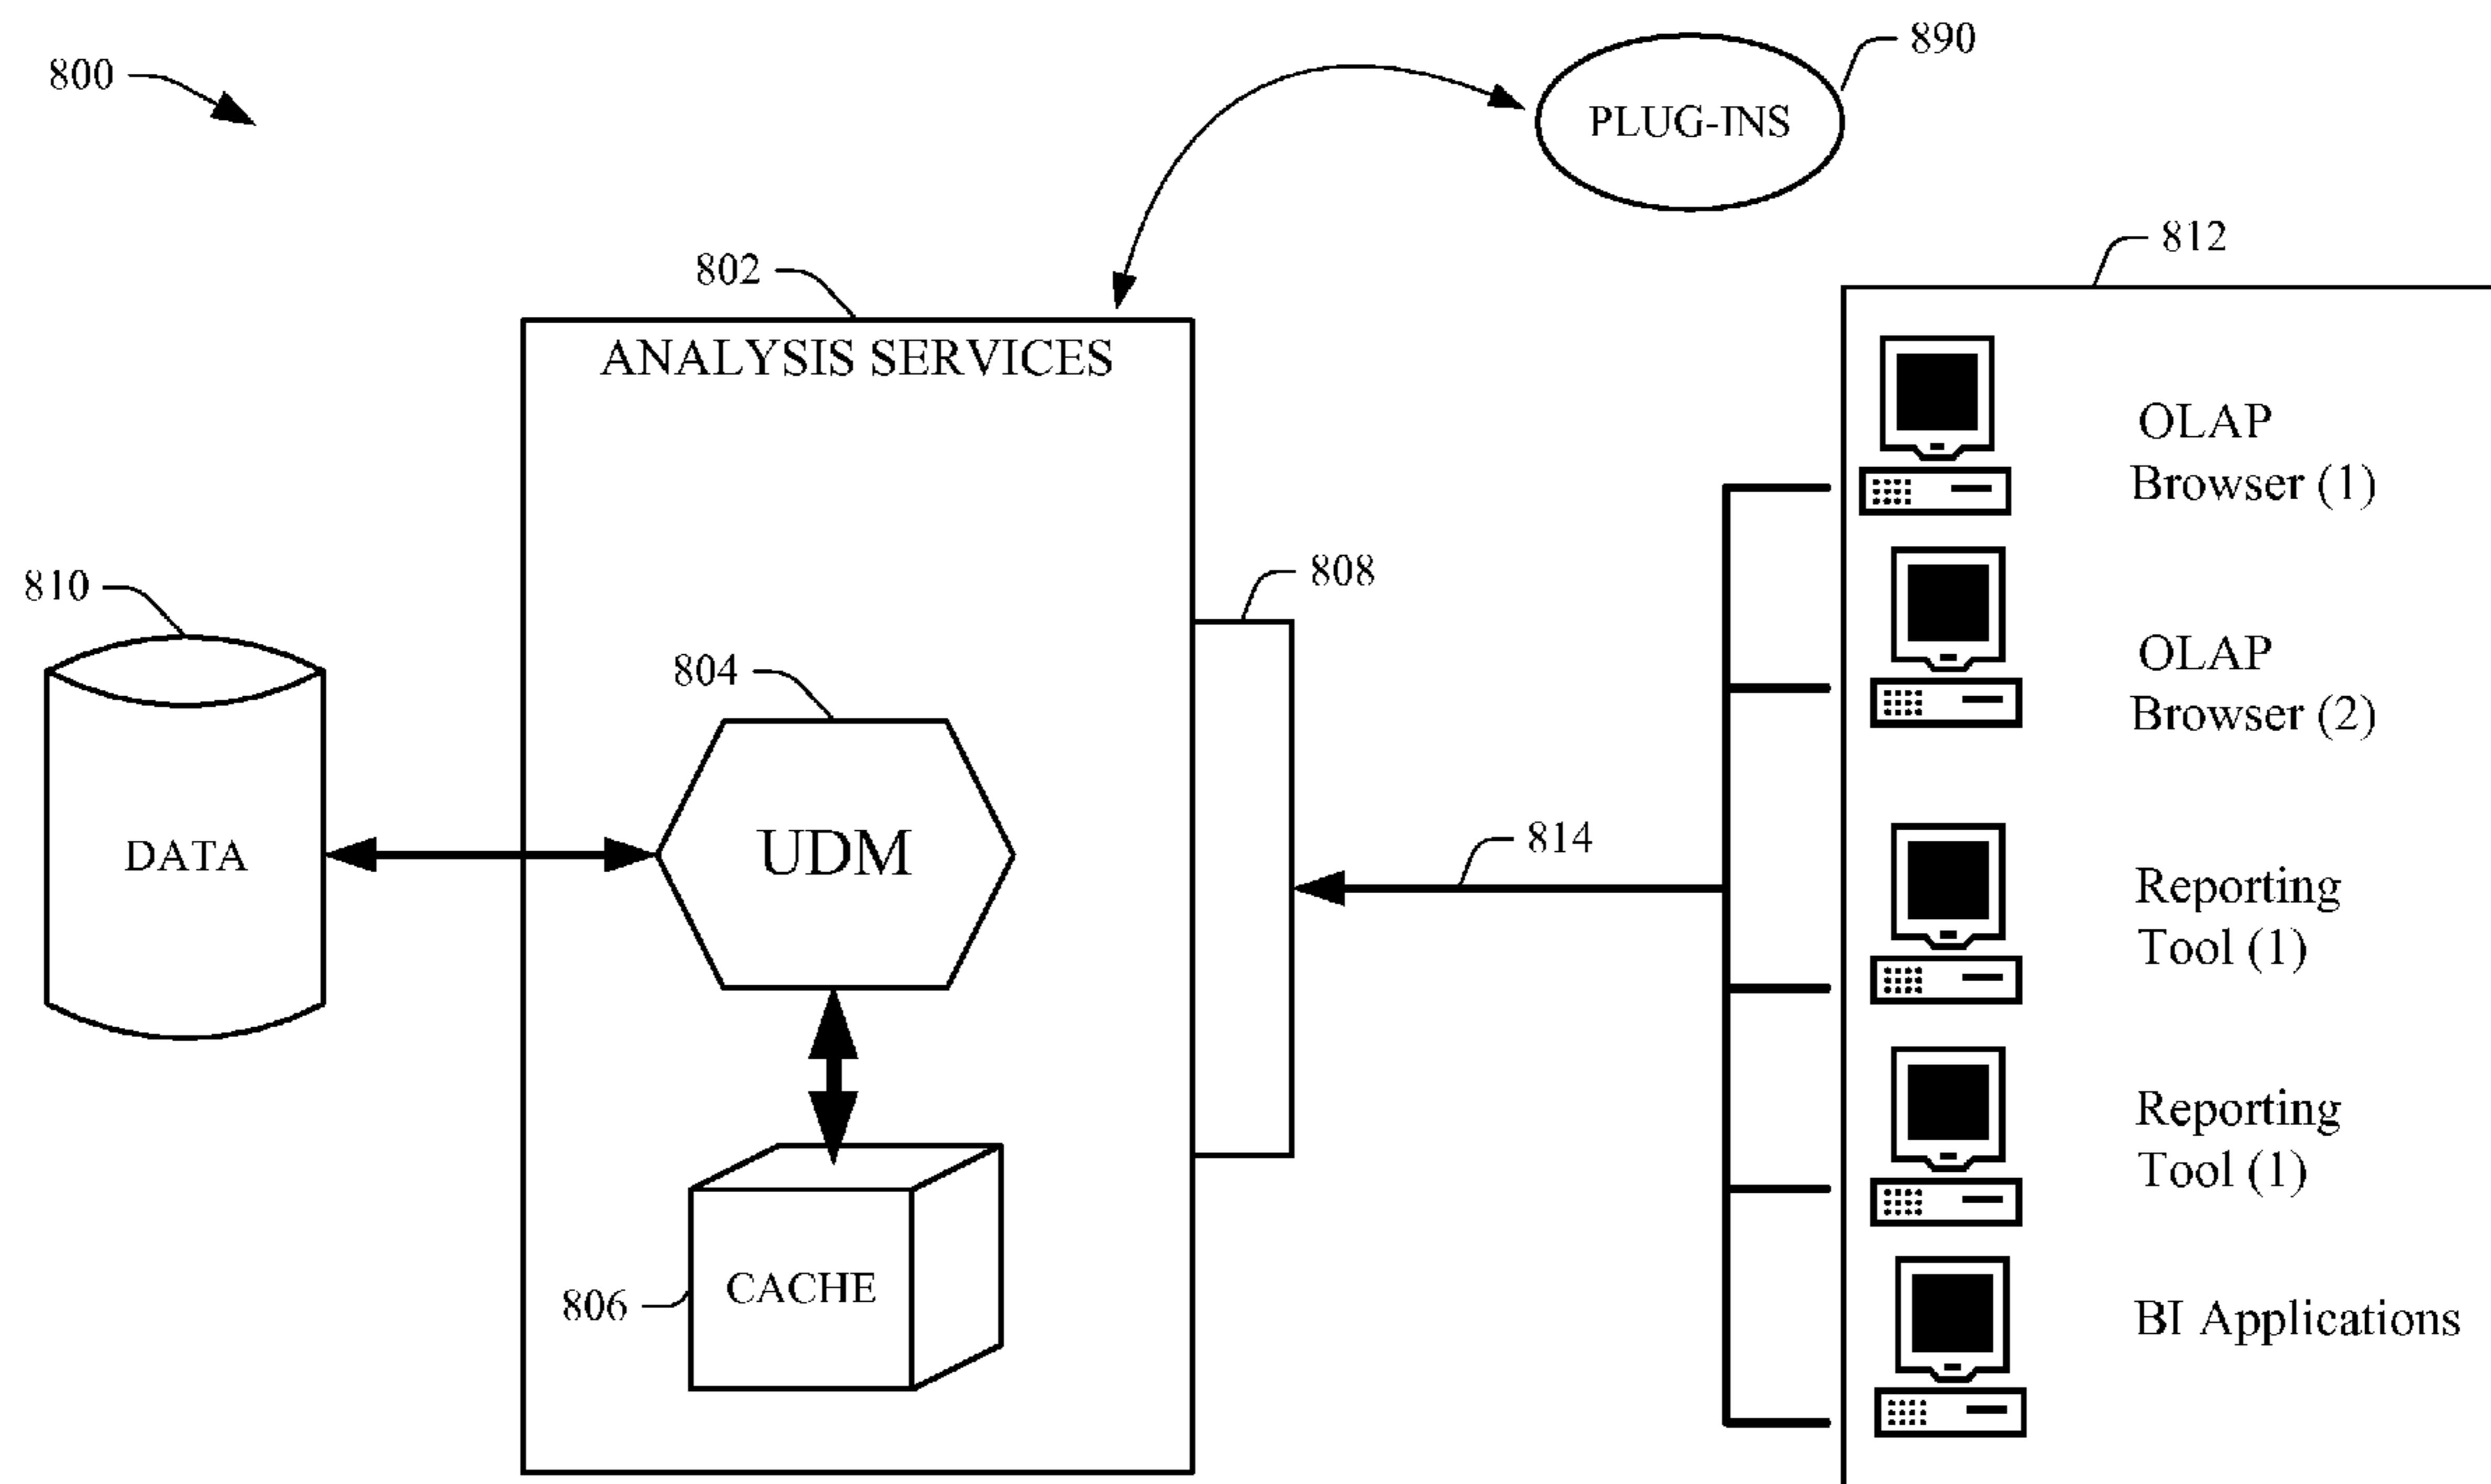 800
890
PLUG-INS
812
802
ANALYSIS SERVICES
OLAP
Browser (1)
810
808
804
OLAP
Browser (2)
DATA
UDM
814
Reporting
Tool (1)
Reporting
Tool (1)
806
CACHE
BI Applications